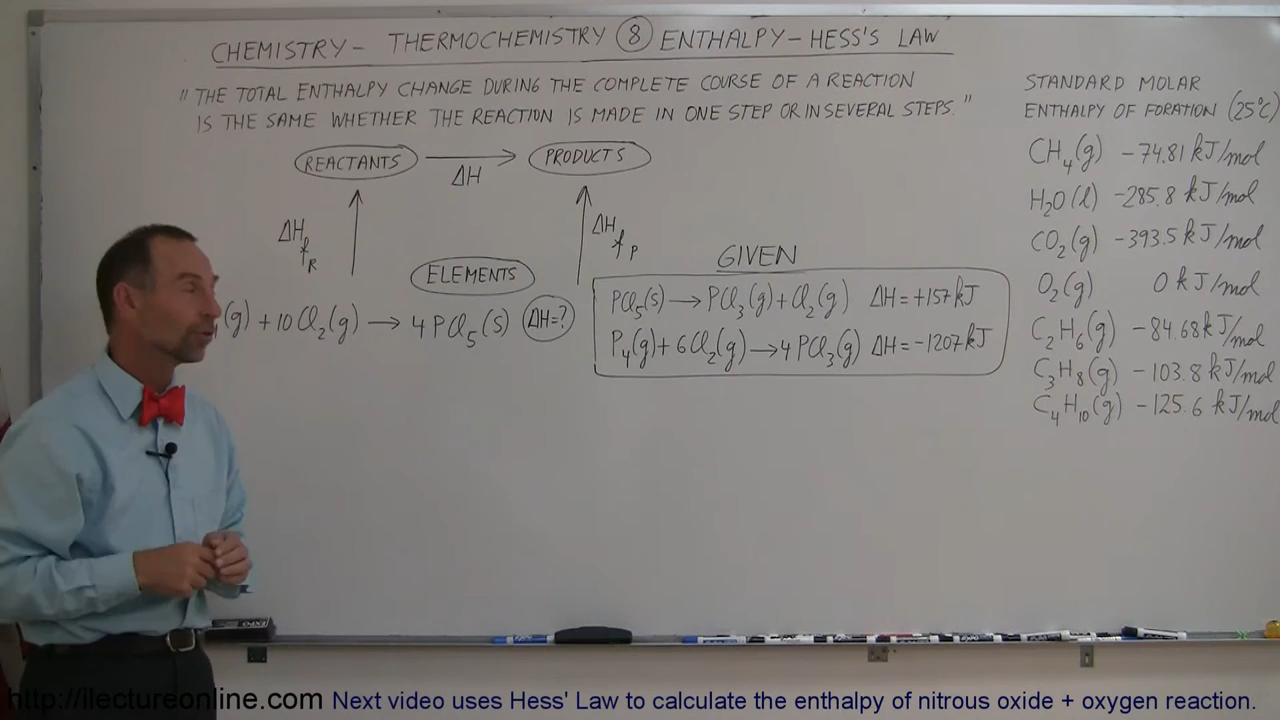 CHEMISTRY - THERMOCHEMISTRY 8 ENTHALPY - HESS'S LAW
"THE TOTAL ENTHALPY CHANGE DURING THE COMPLETE COURSE OF A REACTION
IS THE SAME WHETHER THE REACTION IS MADE IN ONE STEP OR IN SEVERAL STEPS."
REACTANTS → PRODUCTS
ΔH
ΔH_f_R
ΔH_f_P
ELEMENTS
(g) + 10Cl₂(g) → 4PCl₅(s) ΔH=?
GIVEN
PCl₅(s) → PCl₃(g) + Cl₂(g) ΔH = +157 kJ
P₄(g) + 6Cl₂(g) → 4PCl₃(g) ΔH = -1207 kJ
STANDARD MOLAR
ENTHALPY OF FORATION (25°C)
CH₄(g) -74.81 kJ/mol
H₂O(l) -285.8 kJ/mol
CO₂(g) -393.5 kJ/mol
O₂(g) 0 kJ/mol
C₂H₆(g) -84.68 kJ/mol
C₃H₈(g) -103.8 kJ/mol
C₄H₁₀(g) -125.6 kJ/mol
http://ilectureonline.com Next video uses Hess' Law to calculate the enthalpy of nitrous oxide + oxygen reaction.